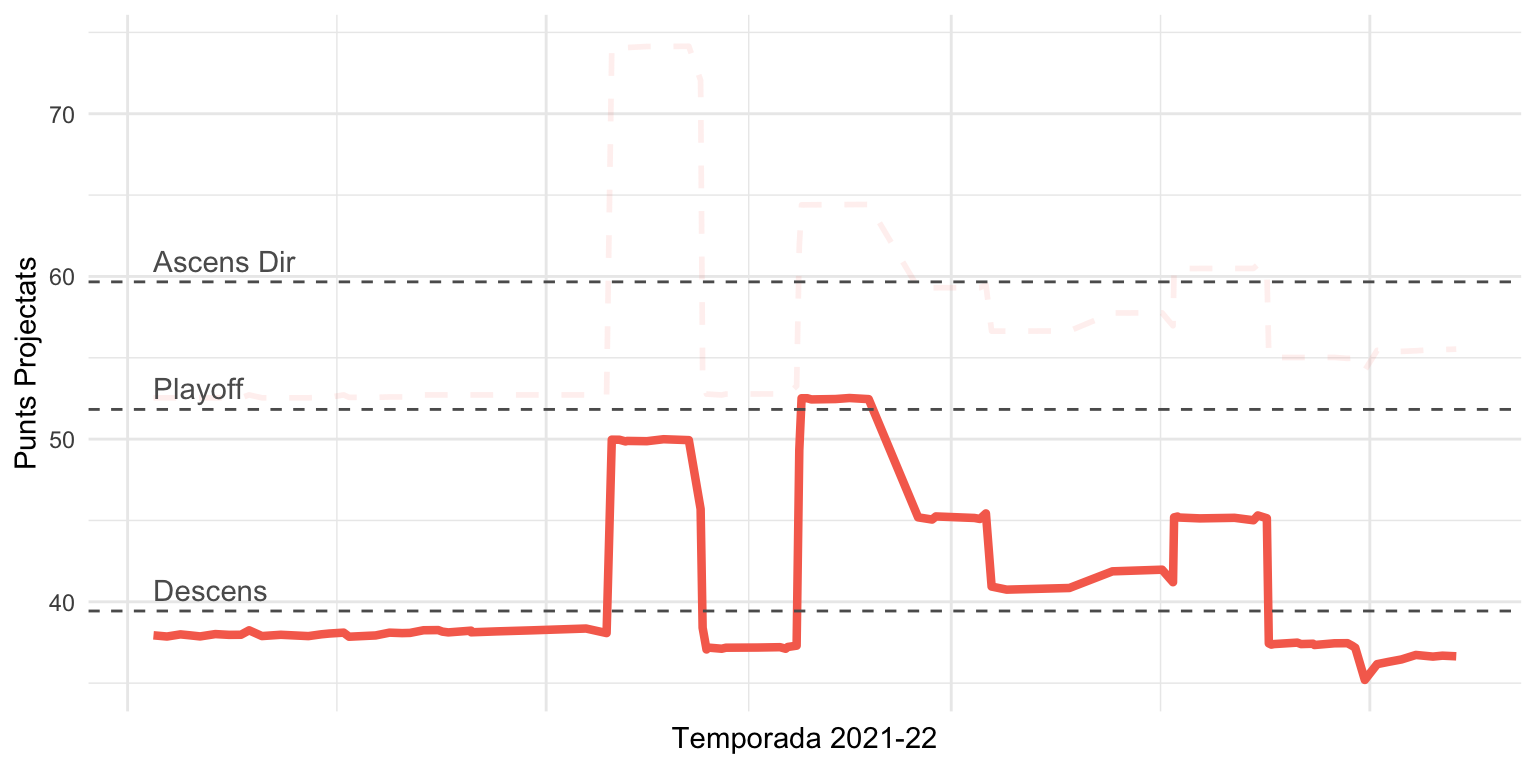 70
Ascens Dir
60
Playoff
50
Descens
40
Punts Projectats
Temporada 2021-22